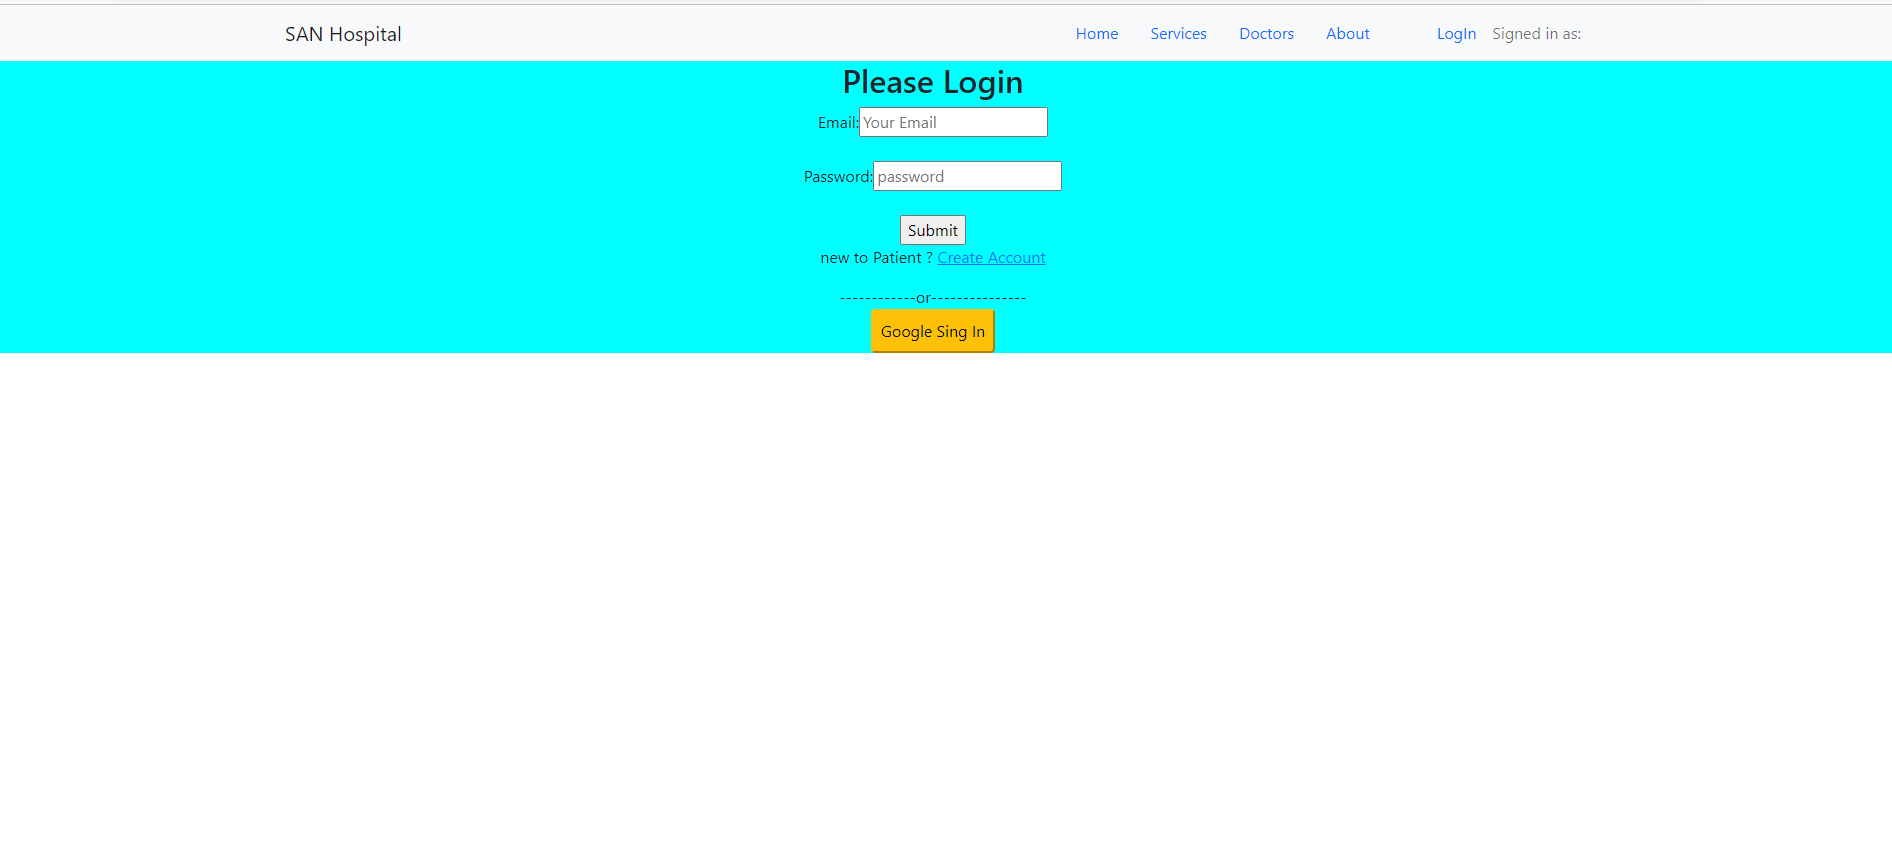 SAN Hospital Home Services Doctors About LogIn Signed in as:
Please Login
Email: Your Email
Password: password
Submit
new to Patient ? Create Account
------------or---------------
Google Sing In